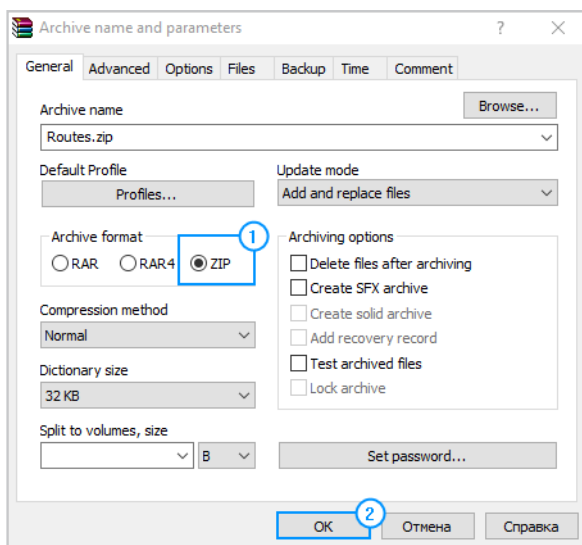 Archive name and parameters
?
General Advanced Options Files Backup Time Comment
Archive name
Browse...
Routes.zip
Default Profile
Update mode
Profiles...
Add and replace files
Archive format
1
Archiving options
RAR RAR4 ZIP
Delete files after archiving
Create SFX archive
Compression method
Create solid archive
Normal
Add recovery record
Dictionary size
Test archived files
32 KB
Lock archive
Split to volumes, size
B
Set password...
2
OK Отмена Справка